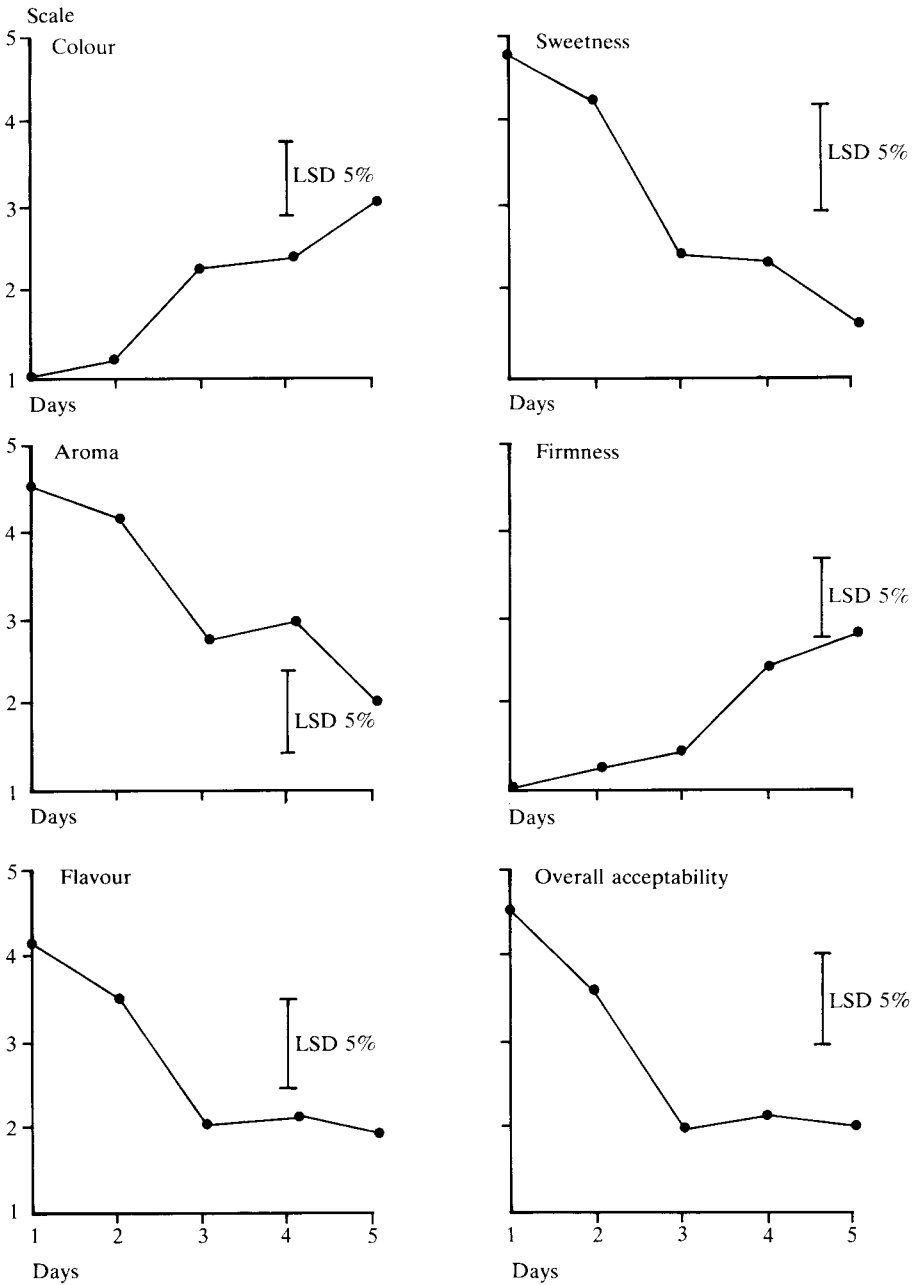 Scale
5
Colour
4
LSD 5%
3
2
1
Days
Sweetness
LSD 5%
Days
5
Aroma
4
3
2
LSD 5%
1
Days
Firmness
LSD 5%
Days
5
Flavour
4
3
LSD 5%
2
1
1 2 3 4 5
Days
Overall acceptability
LSD 5%
1 2 3 4 5
Days